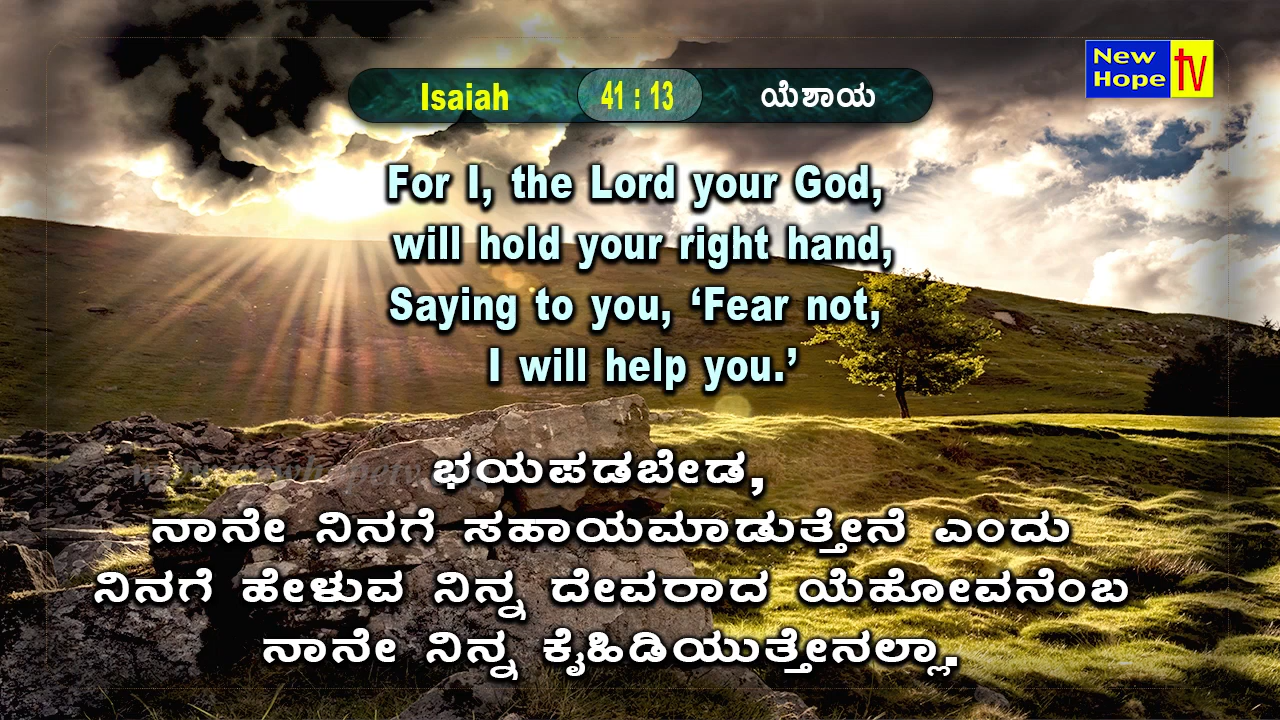 New
Hope tv
Isaiah 41 : 13 ಯೆಶಾಯ
For I, the Lord your God,
will hold your right hand,
Saying to you, ‘Fear not,
I will help you.’
ಭಯಪಡಬೇಡ,
ನಾನೇ ನಿನಗೆ ಸಹಾಯಮಾಡುತ್ತೇನೆ ಎಂದು
ನಿನಗೆ ಹೇಳುವ ನಿನ್ನ ದೇವರಾದ ಯೆಹೋವನೆಂಬ
ನಾನೇ ನಿನ್ನ ಕೈಹಿಡಿಯುತ್ತೇನಲ್ಲಾ.